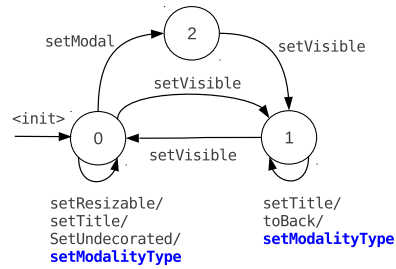 2
setModal
setVisible
setVisible
<init>
0
1
setVisible
setResizable/
setTitle/
SetUndecorated/
setModalityType
setTitle/
toBack/
setModalityType